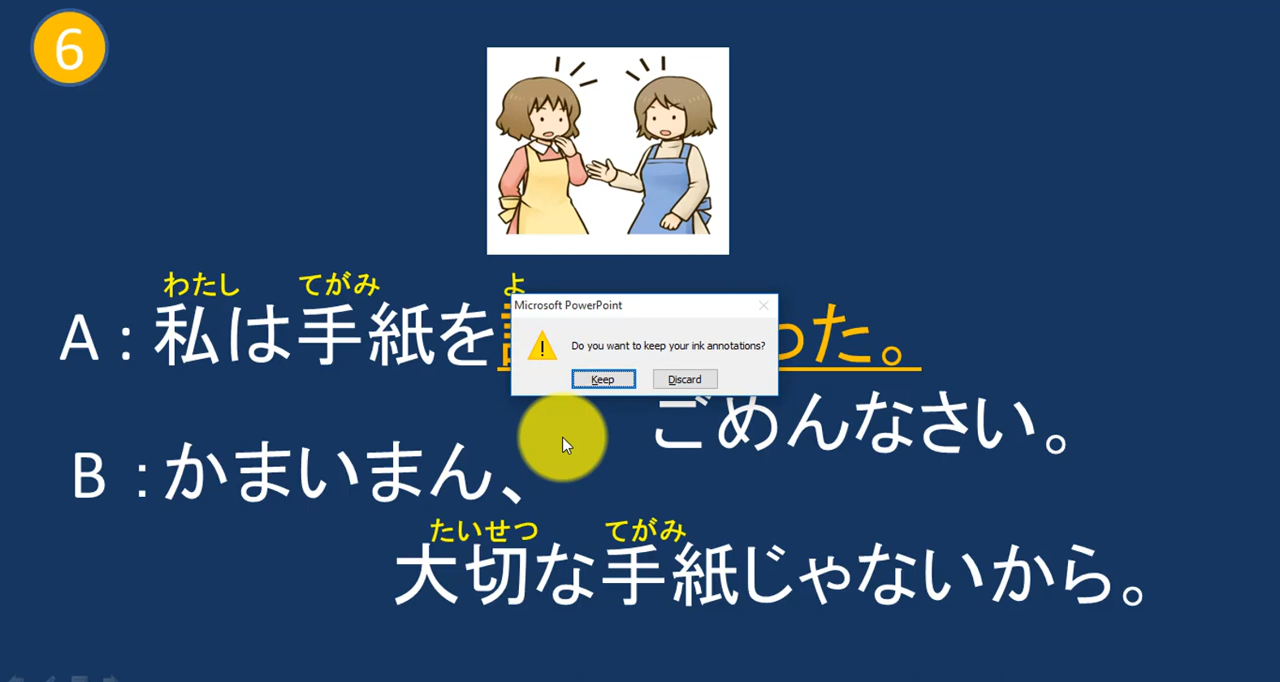 6
わたし てがみ よ
A：私は手紙を った。
Microsoft PowerPoint
Do you want to keep your ink annotations?
Keep Discard
ごめんなさい。
B：かまいまん、
たいせつ てがみ
大切な手紙じゃないから。